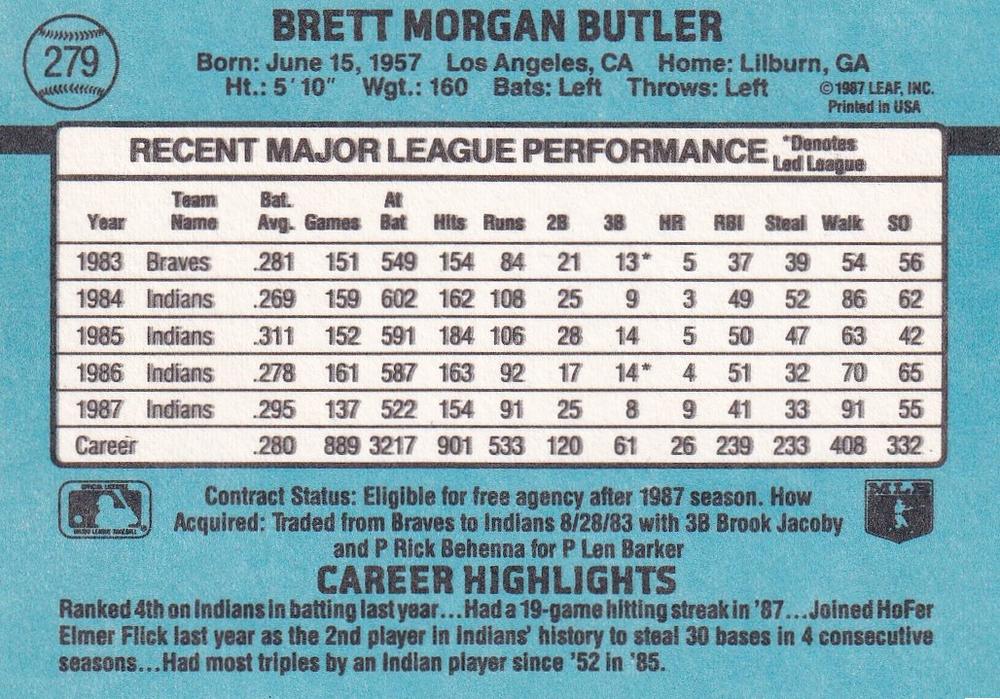 279
BRETT MORGAN BUTLER
Born: June 15, 1957 Los Angeles, CA Home: Lilburn, GA
Ht.: 5' 10" Wgt.: 160 Bats: Left Throws: Left
©1987 LEAF, INC.
Printed in USA
RECENT MAJOR LEAGUE PERFORMANCE *Denotes Led League
Year Team Name Bat. Avg. Games At Bat Hits Runs 2B 3B HR RBI Steal Walk SO
1983 Braves .281 151 549 154 84 21 13* 5 37 39 54 56
1984 Indians .269 159 602 162 108 25 9 3 49 52 86 62
1985 Indians .311 152 591 184 106 28 14 5 50 47 63 42
1986 Indians .278 161 587 163 92 17 14* 4 51 32 70 65
1987 Indians .295 137 522 154 91 25 8 9 41 33 91 55
Career .280 889 3217 901 533 120 61 26 239 233 408 332
OFFICIAL LICENSEE
MAJOR LEAGUE BASEBALL
MLB
Contract Status: Eligible for free agency after 1987 season. How
Acquired: Traded from Braves to Indians 8/28/83 with 3B Brook Jacoby
and P Rick Behenna for P Len Barker
CAREER HIGHLIGHTS
Ranked 4th on Indians in batting last year...Had a 19-game hitting streak in '87...Joined HoFer
Elmer Flick last year as the 2nd player in Indians' history to steal 30 bases in 4 consecutive
seasons...Had most triples by an Indian player since '52 in '85.